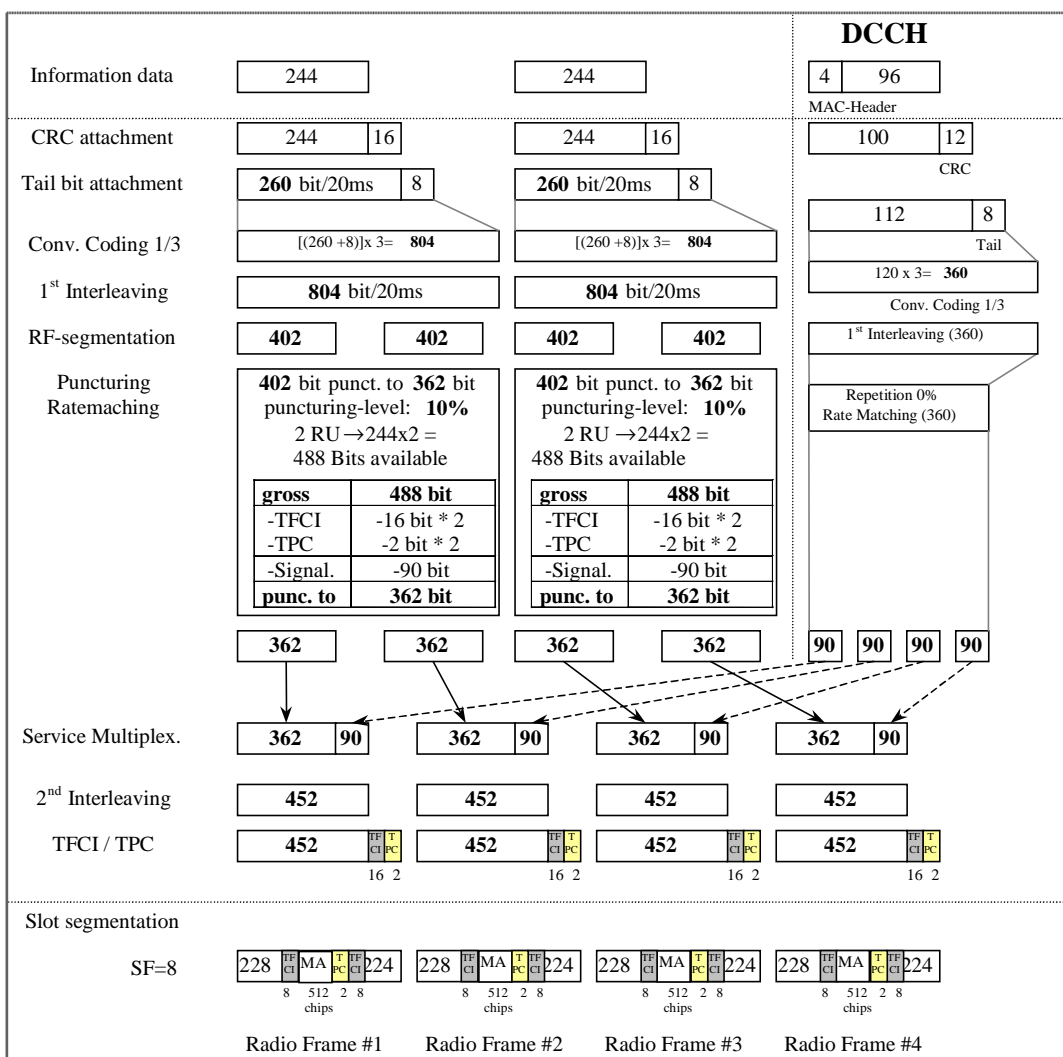 DCCH
Information data 244 244 4 96
MAC-Header
CRC attachment 244 16 244 16 100 12
CRC
Tail bit attachment 260 bit/20ms 8 260 bit/20ms 8
112 8
Tail
Conv. Coding 1/3 [(260 +8)]x 3= 804 [(260 +8)]x 3= 804
120 x 3= 360
Conv. Coding 1/3
1st Interleaving 804 bit/20ms 804 bit/20ms
RF-segmentation 402 402 402 402 1st Interleaving (360)
Puncturing
Ratemaching
402 bit punct. to 362 bit
puncturing-level: 10%
2 RU →244x2 =
488 Bits available
gross 488 bit
-TFCI -16 bit * 2
-TPC -2 bit * 2
-Signal. -90 bit
punc. to 362 bit
402 bit punct. to 362 bit
puncturing-level: 10%
2 RU →244x2 =
488 Bits available
gross 488 bit
-TFCI -16 bit * 2
-TPC -2 bit * 2
-Signal. -90 bit
punc. to 362 bit
Repetition 0%
Rate Matching (360)
362 362 362 362 90 90 90 90
Service Multiplex. 362 90 362 90 362 90 362 90
2nd Interleaving 452 452 452 452
TFCI / TPC 452 TF CI T PC 452 TF CI T PC 452 TF CI T PC 452 TF CI T PC
16 2 16 2 16 2 16 2
Slot segmentation
SF=8 228 TF CI MA T PC TF CI 224 228 TF CI MA T PC TF CI 224 228 TF CI MA T PC TF CI 224 228 TF CI MA T PC TF CI 224
8 512 2 8 8 512 2 8 8 512 2 8 8 512 2 8
chips chips chips chips
Radio Frame #1 Radio Frame #2 Radio Frame #3 Radio Frame #4